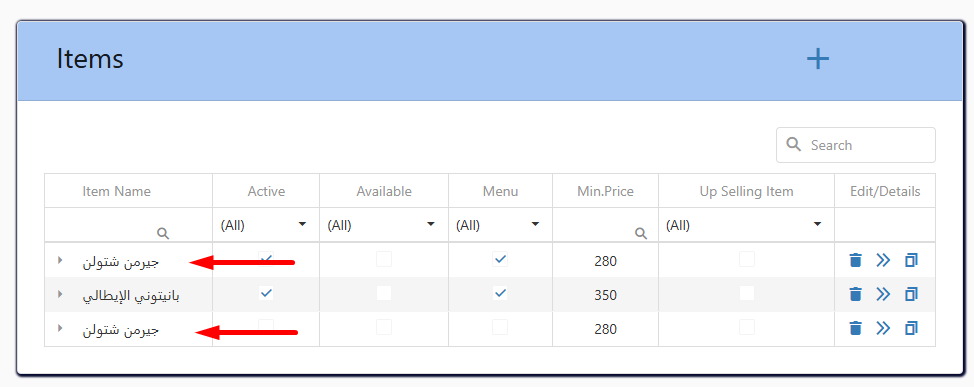 Items
Search
Item Name Active Available Menu Min.Price Up Selling Item Edit/Details
(All) (All) (All) (All)
جيرمن شتولن 280
بانيتوني الإيطالي 350
جيرمن شتولن 280